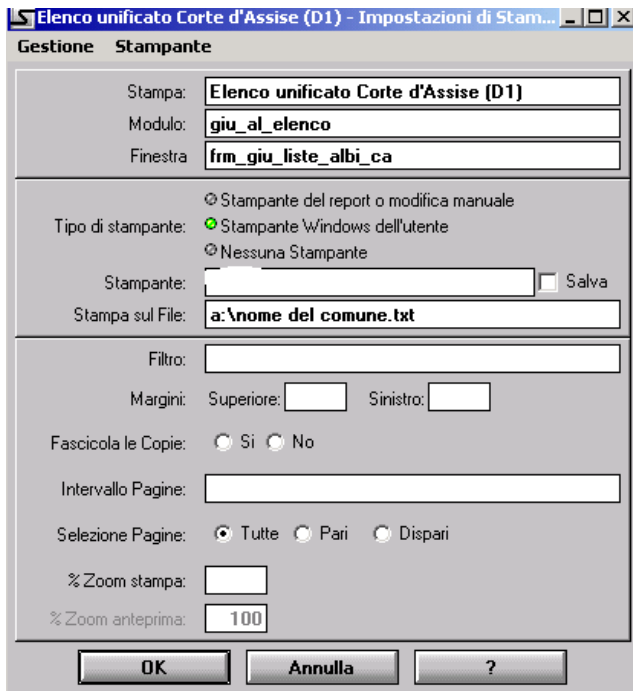 Elenco unificato Corte d'Assise (D1) - Impostazioni di Stam...
Gestione Stampante
Stampa: Elenco unificato Corte d'Assise (D1)
Modulo: giu_al_elenco
Finestra frm_giu_liste_albi_ca
Stampante del report o modifica manuale
Tipo di stampante: Stampante Windows dell'utente
Nessuna Stampante
Stampante: Salva
Stampa sul File: a:\nome del comune.txt
Filtro:
Margini: Superiore: Sinistro:
Fascicola le Copie: Si No
Intervallo Pagine:
Selezione Pagine: Tutte Pari Dispari
% Zoom stampa:
% Zoom anteprima: 100
OK Annulla ?